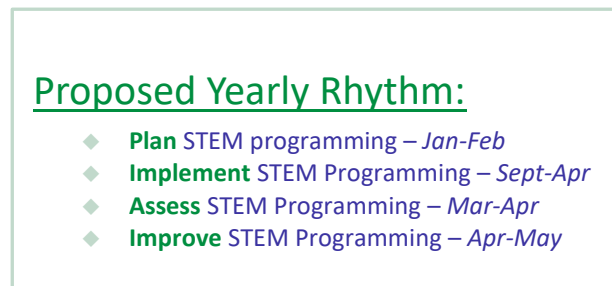 Proposed Yearly Rhythm:
Plan STEM programming – Jan-Feb
Implement STEM Programming – Sept-Apr
Assess STEM Programming – Mar-Apr
Improve STEM Programming – Apr-May